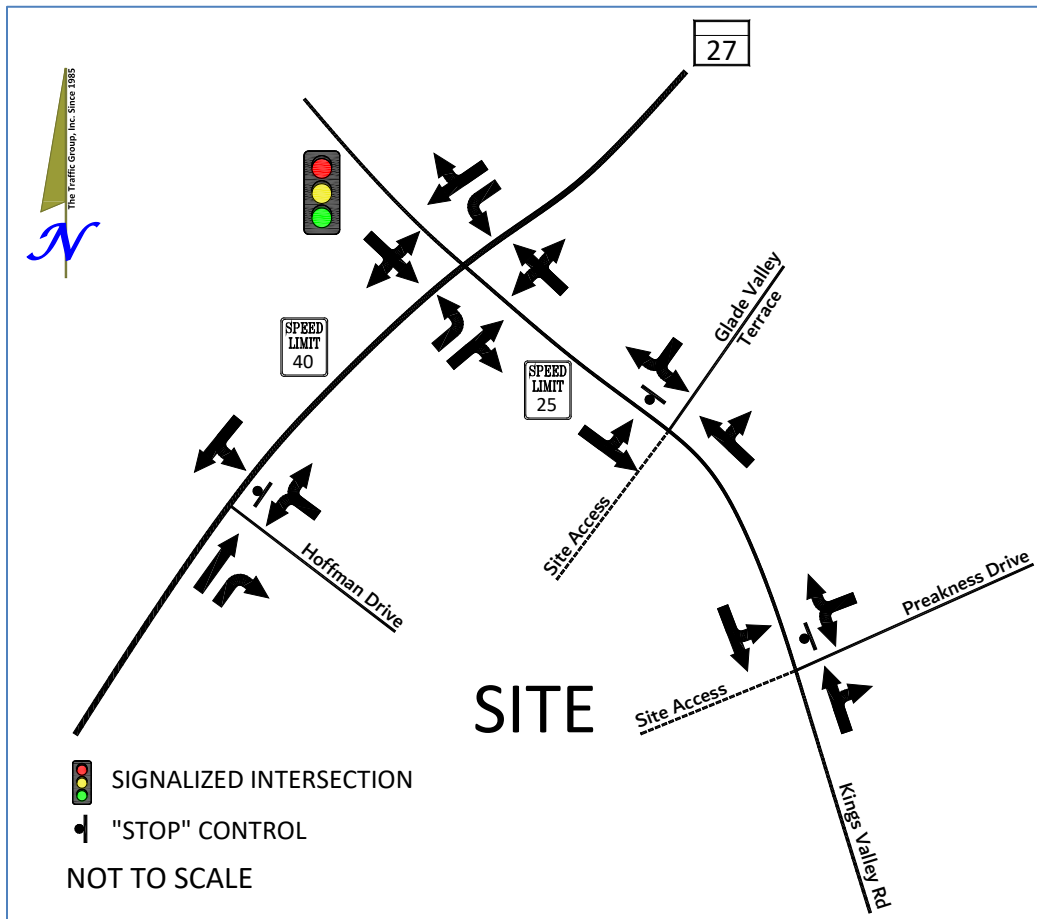 27
The Traffic Group, Inc. Since 1985
N
SPEED
LIMIT
40
SPEED
LIMIT
25
Glade Valley
Terrace
Site Access
Hoffman Drive
Preakness Drive
Site Access
SITE
Kings Valley Rd
SIGNALIZED INTERSECTION
"STOP" CONTROL
NOT TO SCALE